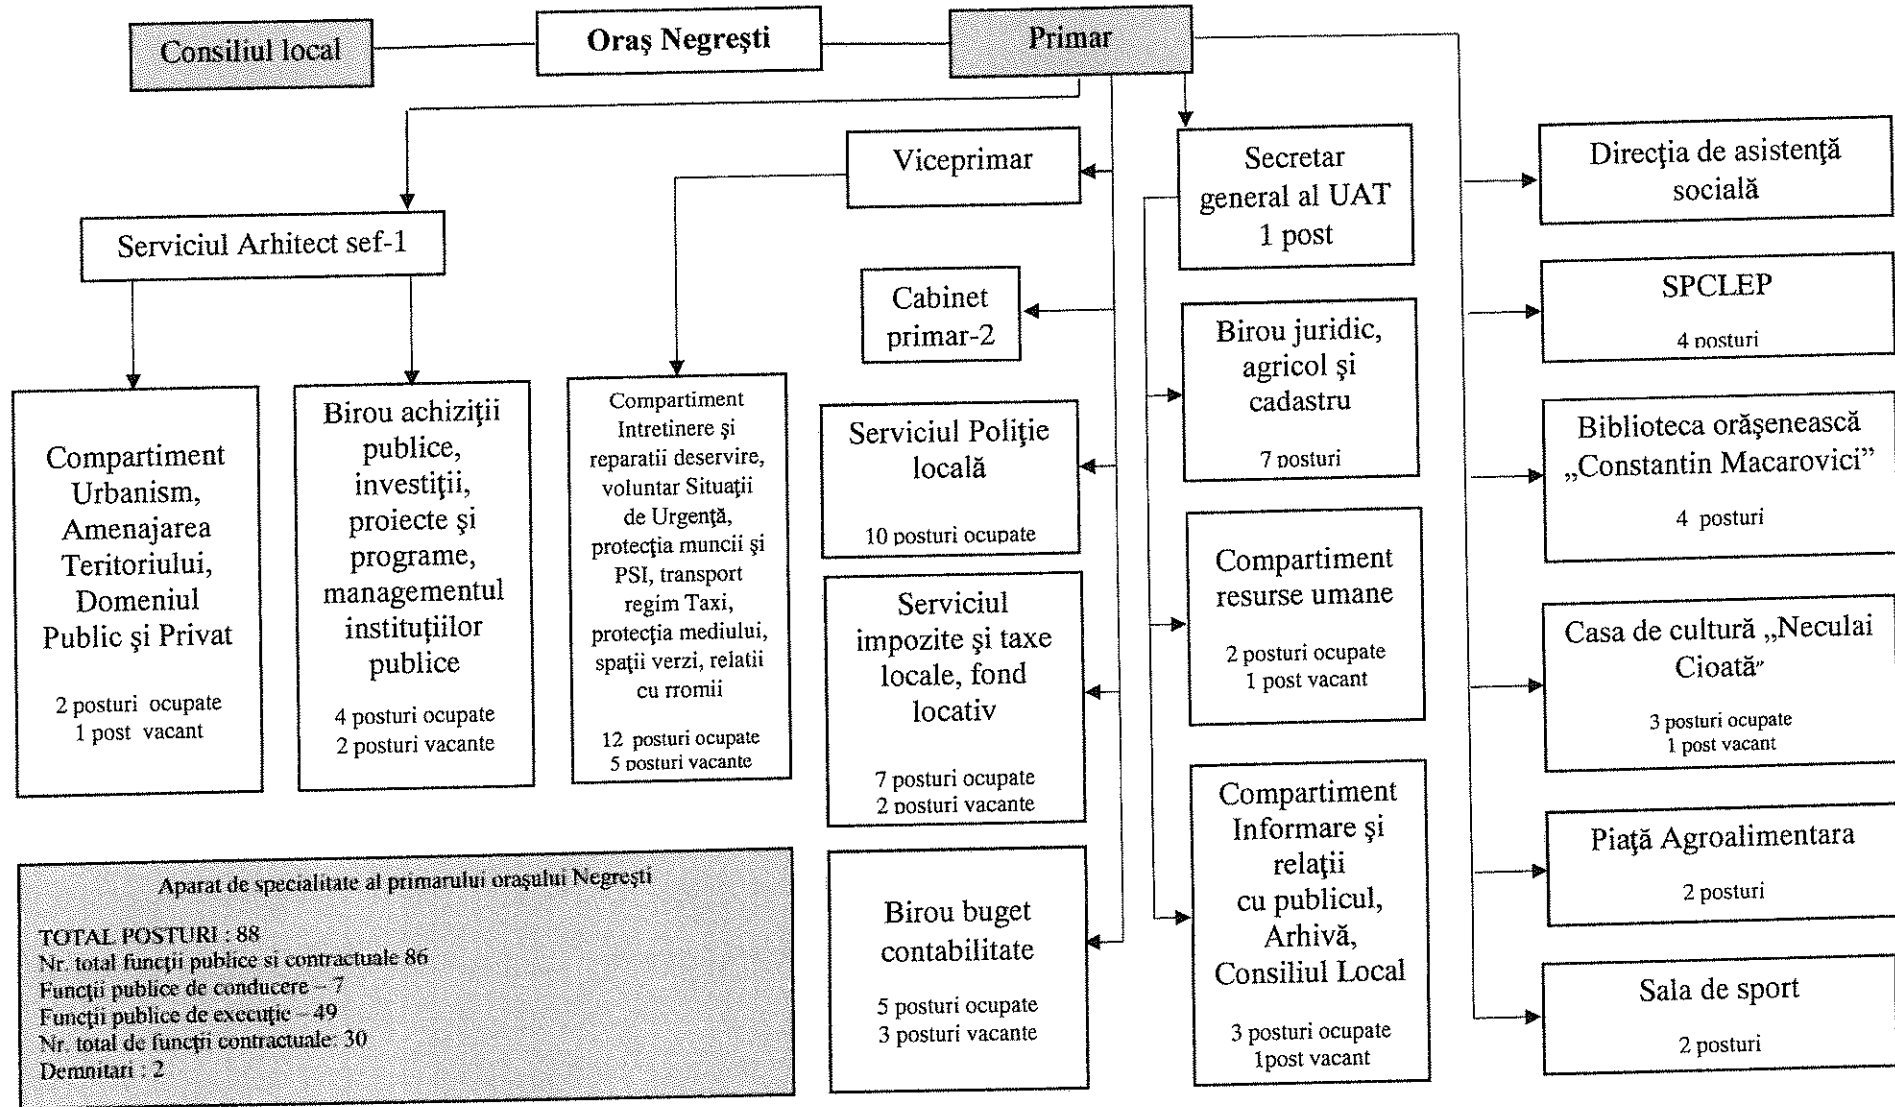 Consiliul local
Oraş Negreşti
Primar
Viceprimar
Secretar
general al UAT
1 post
Direcţia de asistenţă
socială
Serviciul Arhitect sef-1
Cabinet
primar-2
SPCLEP
4 posturi
Birou juridic,
agricol şi
cadastru
7 posturi
Compartiment
Urbanism,
Amenajarea
Teritoriului,
Domeniul
Public şi Privat
2 posturi ocupate
1 post vacant
Birou achiziţii
publice,
investiţii,
proiecte şi
programe,
managementul
instituţiilor
publice
4 posturi ocupate
2 posturi vacante
Compartiment
Intretinere şi
reparatii deservire,
voluntar Situaţii
de Urgenţă,
protecţia muncii şi
PSI, transport
regim Taxi,
protecţia mediului,
spaţii verzi, relatii
cu rromii
12 posturi ocupate
5 posturi vacante
Serviciul Poliţie
locală
10 posturi ocupate
Biblioteca orăşenească
„Constantin Macarovici”
4 posturi
Compartiment
resurse umane
2 posturi ocupate
1 post vacant
Serviciul
impozite şi taxe
locale, fond
locativ
7 posturi ocupate
2 posturi vacante
Casa de cultură „Neculai
Cioată”
3 posturi ocupate
1 post vacant
Compartiment
Informare şi
relaţii
cu publicul,
Arhivă,
Consiliul Local
3 posturi ocupate
1post vacant
Piaţă Agroalimentara
2 posturi
Birou buget
contabilitate
5 posturi ocupate
3 posturi vacante
Sala de sport
2 posturi
Aparat de specialitate al primarului oraşului Negreşti
TOTAL POSTURI : 88
Nr. total funcţii publice si contractuale 86
Funcţii publice de conducere – 7
Funcţii publice de execuţie – 49
Nr. total de funcţii contractuale 30
Demnitari : 2